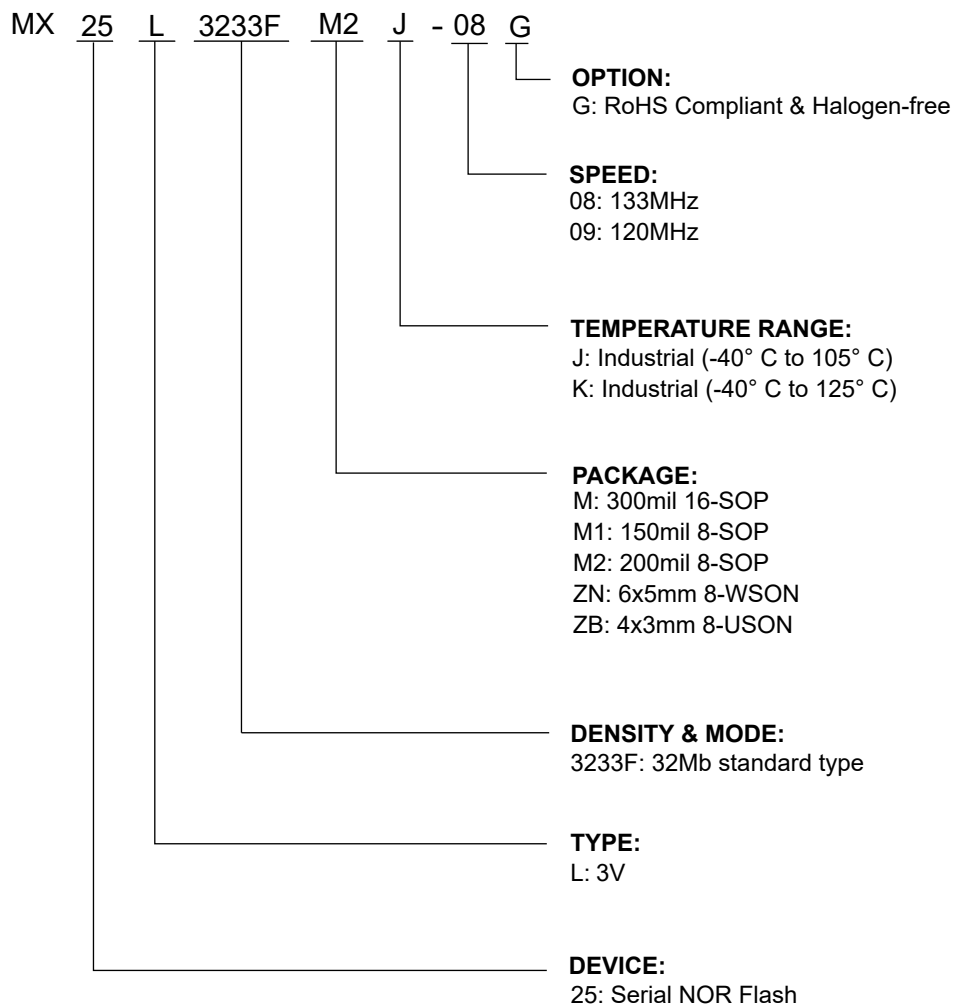 MX 25 L 3233F M2 J - 08 G
OPTION:
G: RoHS Compliant & Halogen-free
SPEED:
08: 133MHz
09: 120MHz
TEMPERATURE RANGE:
J: Industrial (-40° C to 105° C)
K: Industrial (-40° C to 125° C)
PACKAGE:
M: 300mil 16-SOP
M1: 150mil 8-SOP
M2: 200mil 8-SOP
ZN: 6x5mm 8-WSON
ZB: 4x3mm 8-USON
DENSITY & MODE:
3233F: 32Mb standard type
TYPE:
L: 3V
DEVICE:
25: Serial NOR Flash